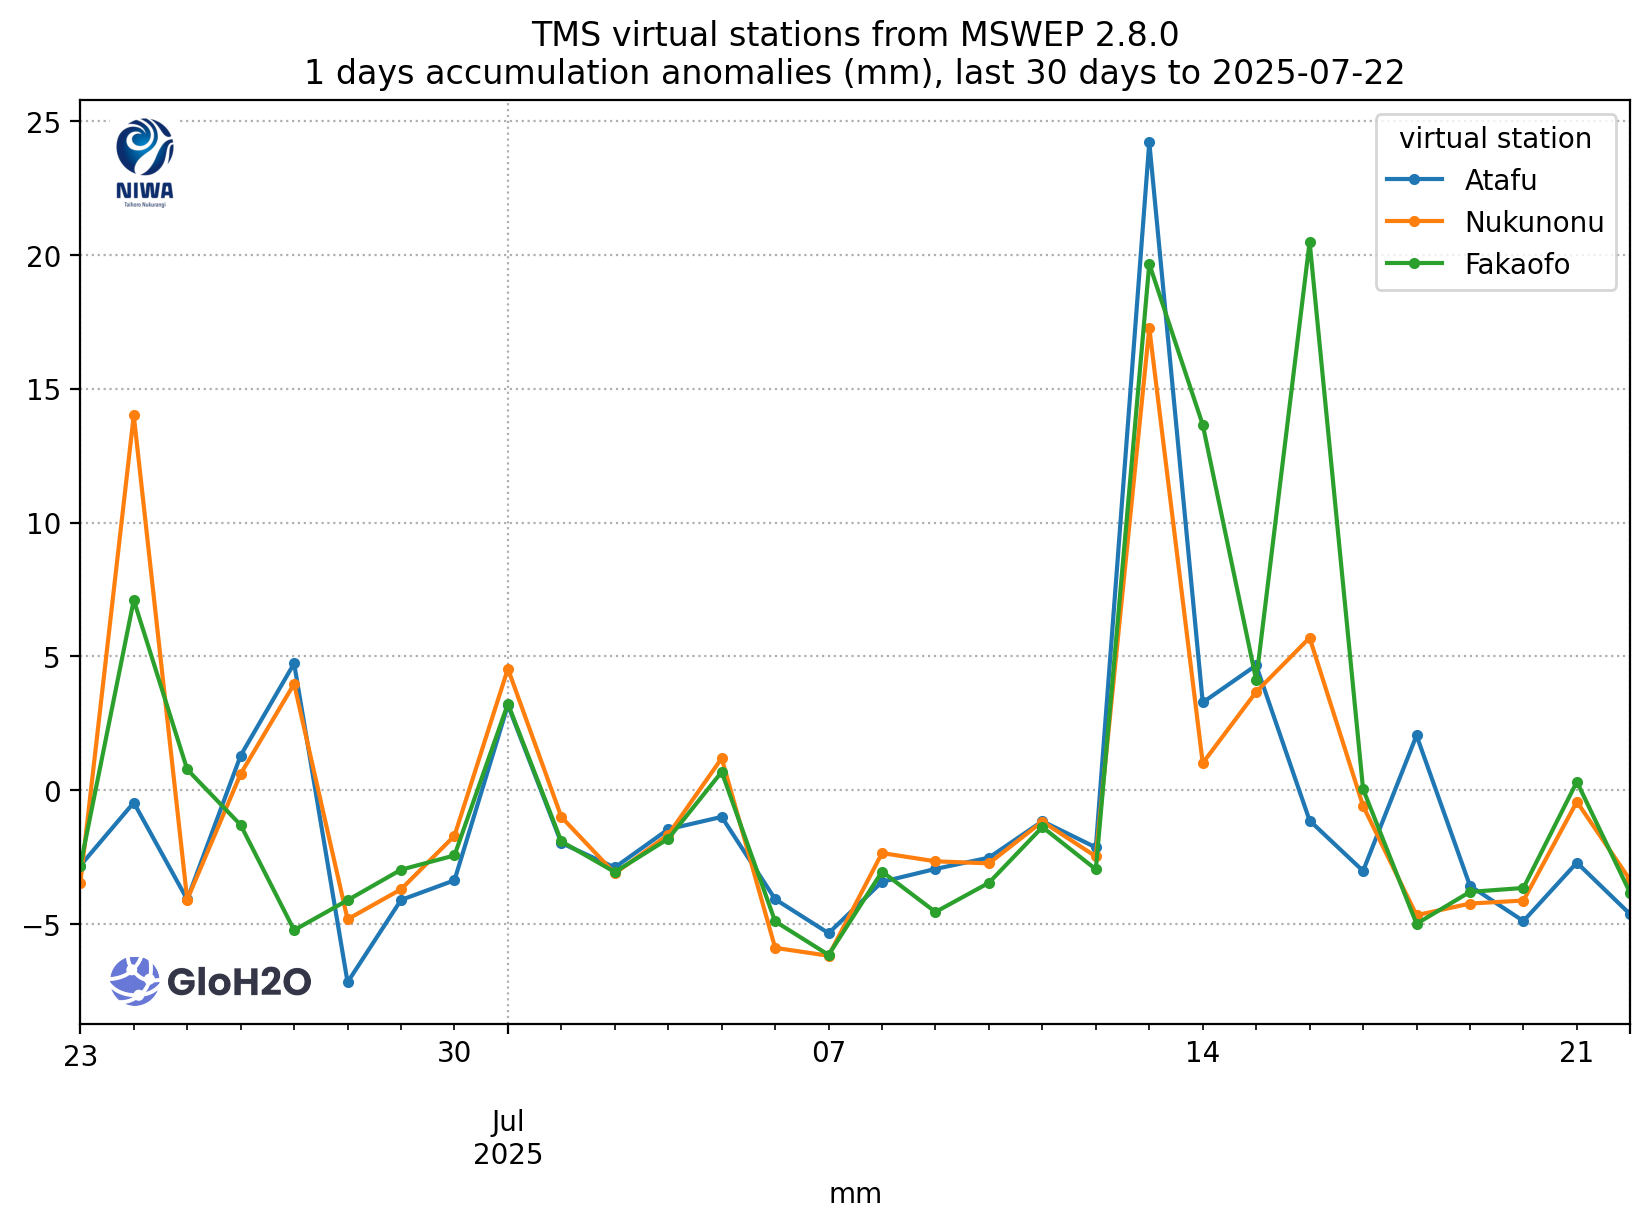 TMS virtual stations from MSWEP 2.8.0
1 days accumulation anomalies (mm), last 30 days to 2025-07-22
25
20
15
10
5
0
−5
NIWA
Taihoro Nukurangi
virtual station
Atafu
Nukunonu
Fakaofo
GloH2O
23 30 07 14 21
Jul
2025
mm